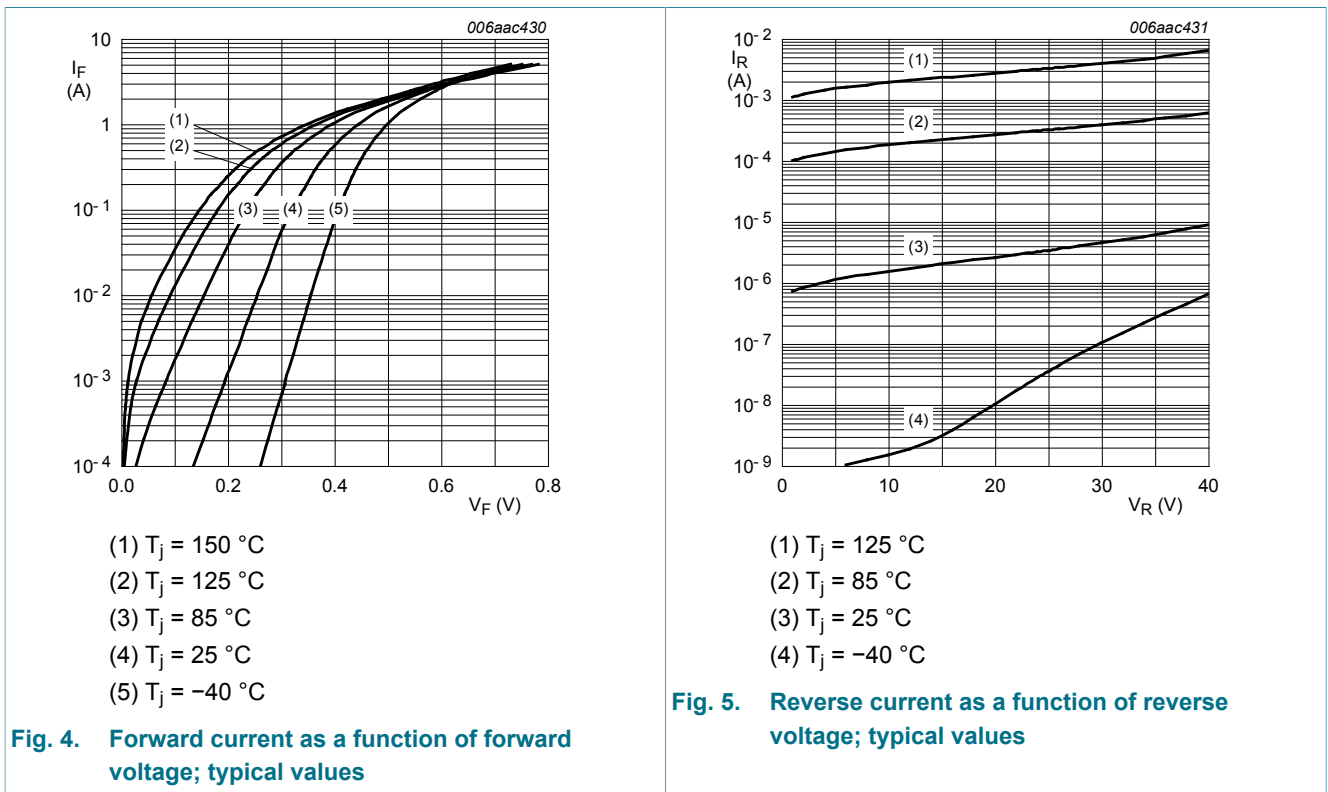 006aac430
10
I_F
(A)
1
10^-1
10^-2
10^-3
10^-4
(1)
(2)
(3) (4) (5)
0.0 0.2 0.4 0.6 0.8
V_F (V)
(1) T_j = 150 °C
(2) T_j = 125 °C
(3) T_j = 85 °C
(4) T_j = 25 °C
(5) T_j = −40 °C
Fig. 4. Forward current as a function of forward
voltage; typical values
006aac431
10^-2
I_R
(A)
10^-3
10^-4
10^-5
10^-6
10^-7
10^-8
10^-9
(1)
(2)
(3)
(4)
0 10 20 30 40
V_R (V)
(1) T_j = 125 °C
(2) T_j = 85 °C
(3) T_j = 25 °C
(4) T_j = −40 °C
Fig. 5. Reverse current as a function of reverse
voltage; typical values